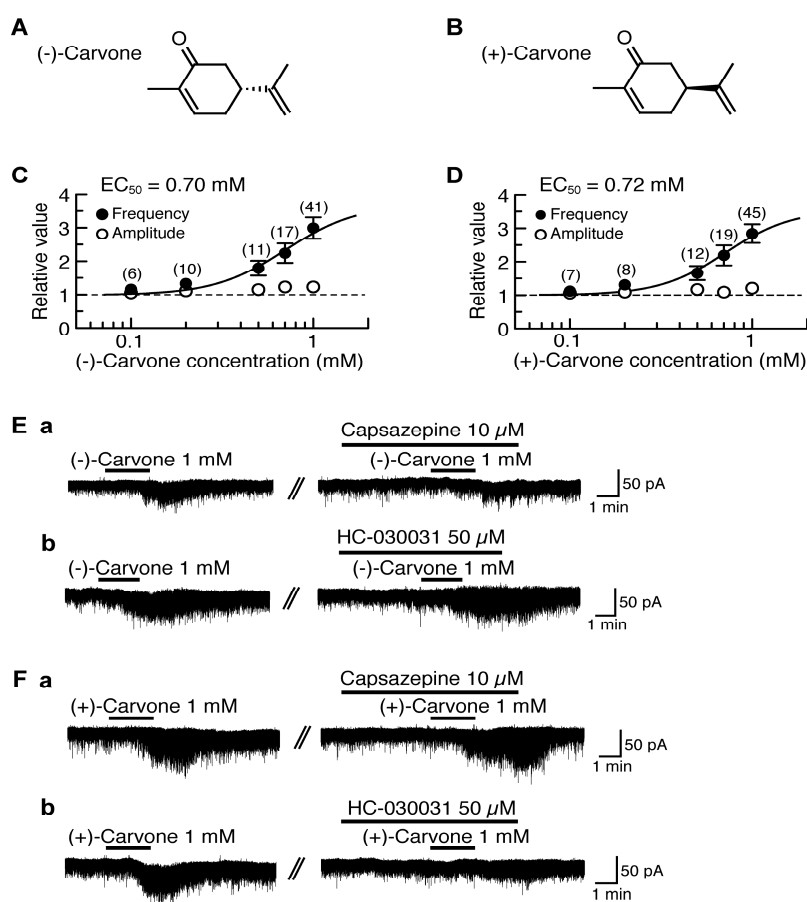 A
(-)-Carvone
O
B
(+)-Carvone
O
C
EC50 = 0.70 mM
Frequency
Amplitude
Relative value
4
3
2
1
0
(6)
(10)
(11)
(17)
(41)
0.1
1
(-)-Carvone concentration (mM)
D
EC50 = 0.72 mM
Frequency
Amplitude
Relative value
4
3
2
1
0
(7)
(8)
(12)
(19)
(45)
0.1
1
(+)-Carvone concentration (mM)
E a
Capsazepine 10 μM
(-)-Carvone 1 mM
(-)-Carvone 1 mM
50 pA
1 min
b
HC-030031 50 μM
(-)-Carvone 1 mM
(-)-Carvone 1 mM
50 pA
1 min
F a
Capsazepine 10 μM
(+)-Carvone 1 mM
(+)-Carvone 1 mM
50 pA
1 min
b
HC-030031 50 μM
(+)-Carvone 1 mM
(+)-Carvone 1 mM
50 pA
1 min